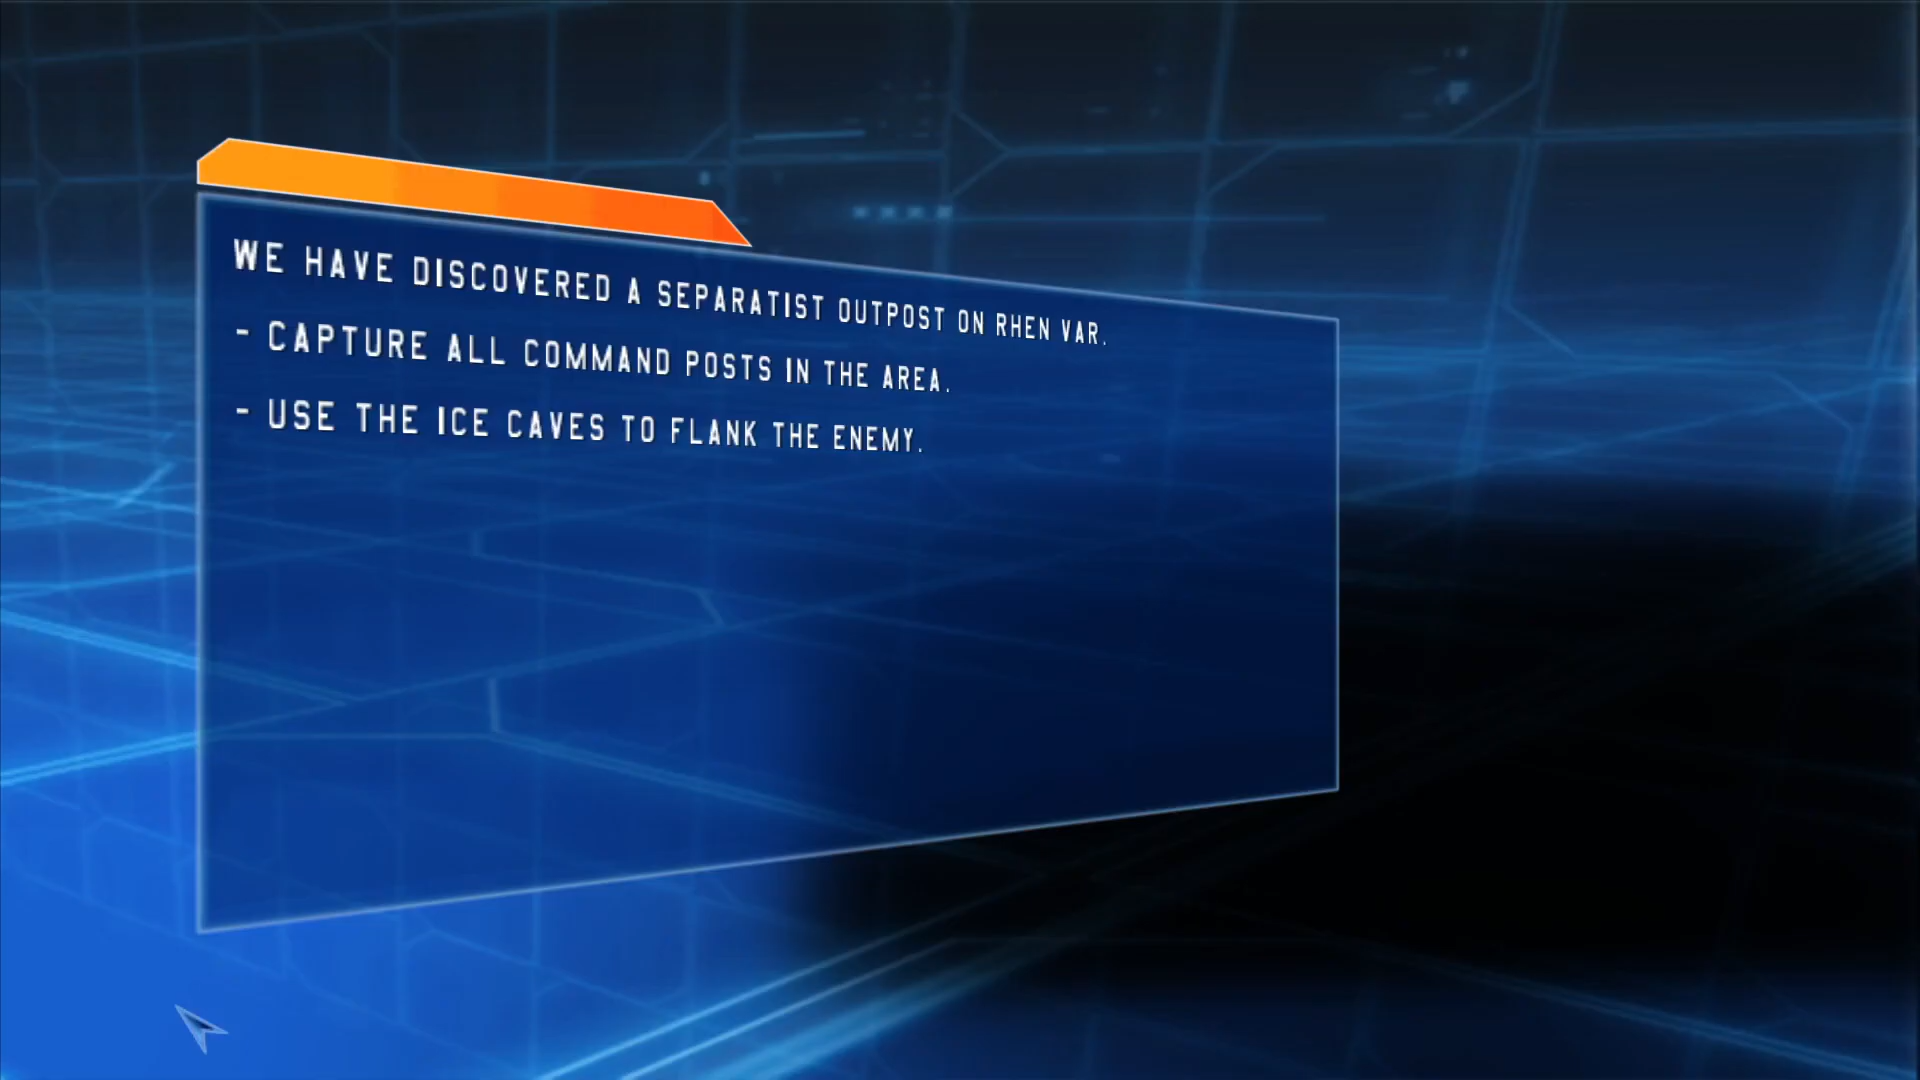 WE HAVE DISCOVERED A SEPARATIST OUTPOST ON RHEN VAR.
- CAPTURE ALL COMMAND POSTS IN THE AREA.
- USE THE ICE CAVES TO FLANK THE ENEMY.